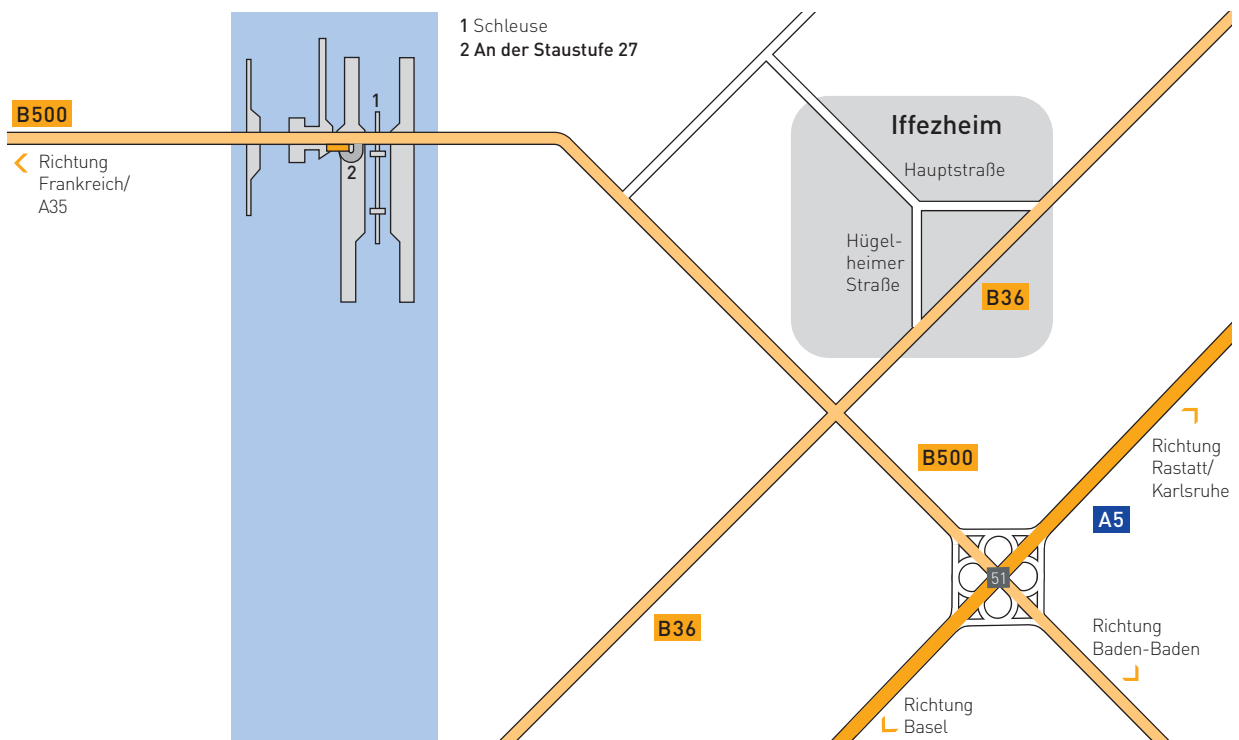 1 Schleuse
2 An der Staustufe 27
B500
Richtung
Frankreich/
A35
1
2
Iffezheim
Hauptstraße
Hügel-
heimer
Straße
B36
B500
Richtung
Rastatt/
Karlsruhe
A5
51
B36
Richtung
Baden-Baden
Richtung
Basel